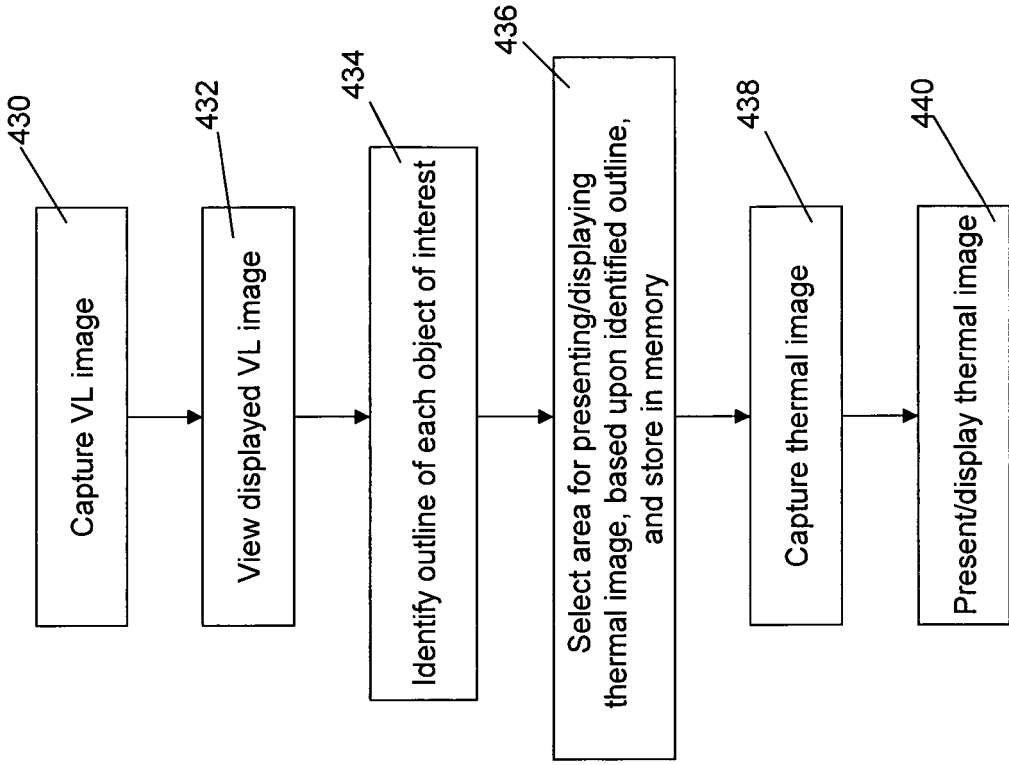 430
Capture VL image
432
View displayed VL image
434
Identify outline of each object of interest
436
Select area for presenting/displaying
thermal image, based upon identified outline,
and store in memory
438
Capture thermal image
440
Present/display thermal image